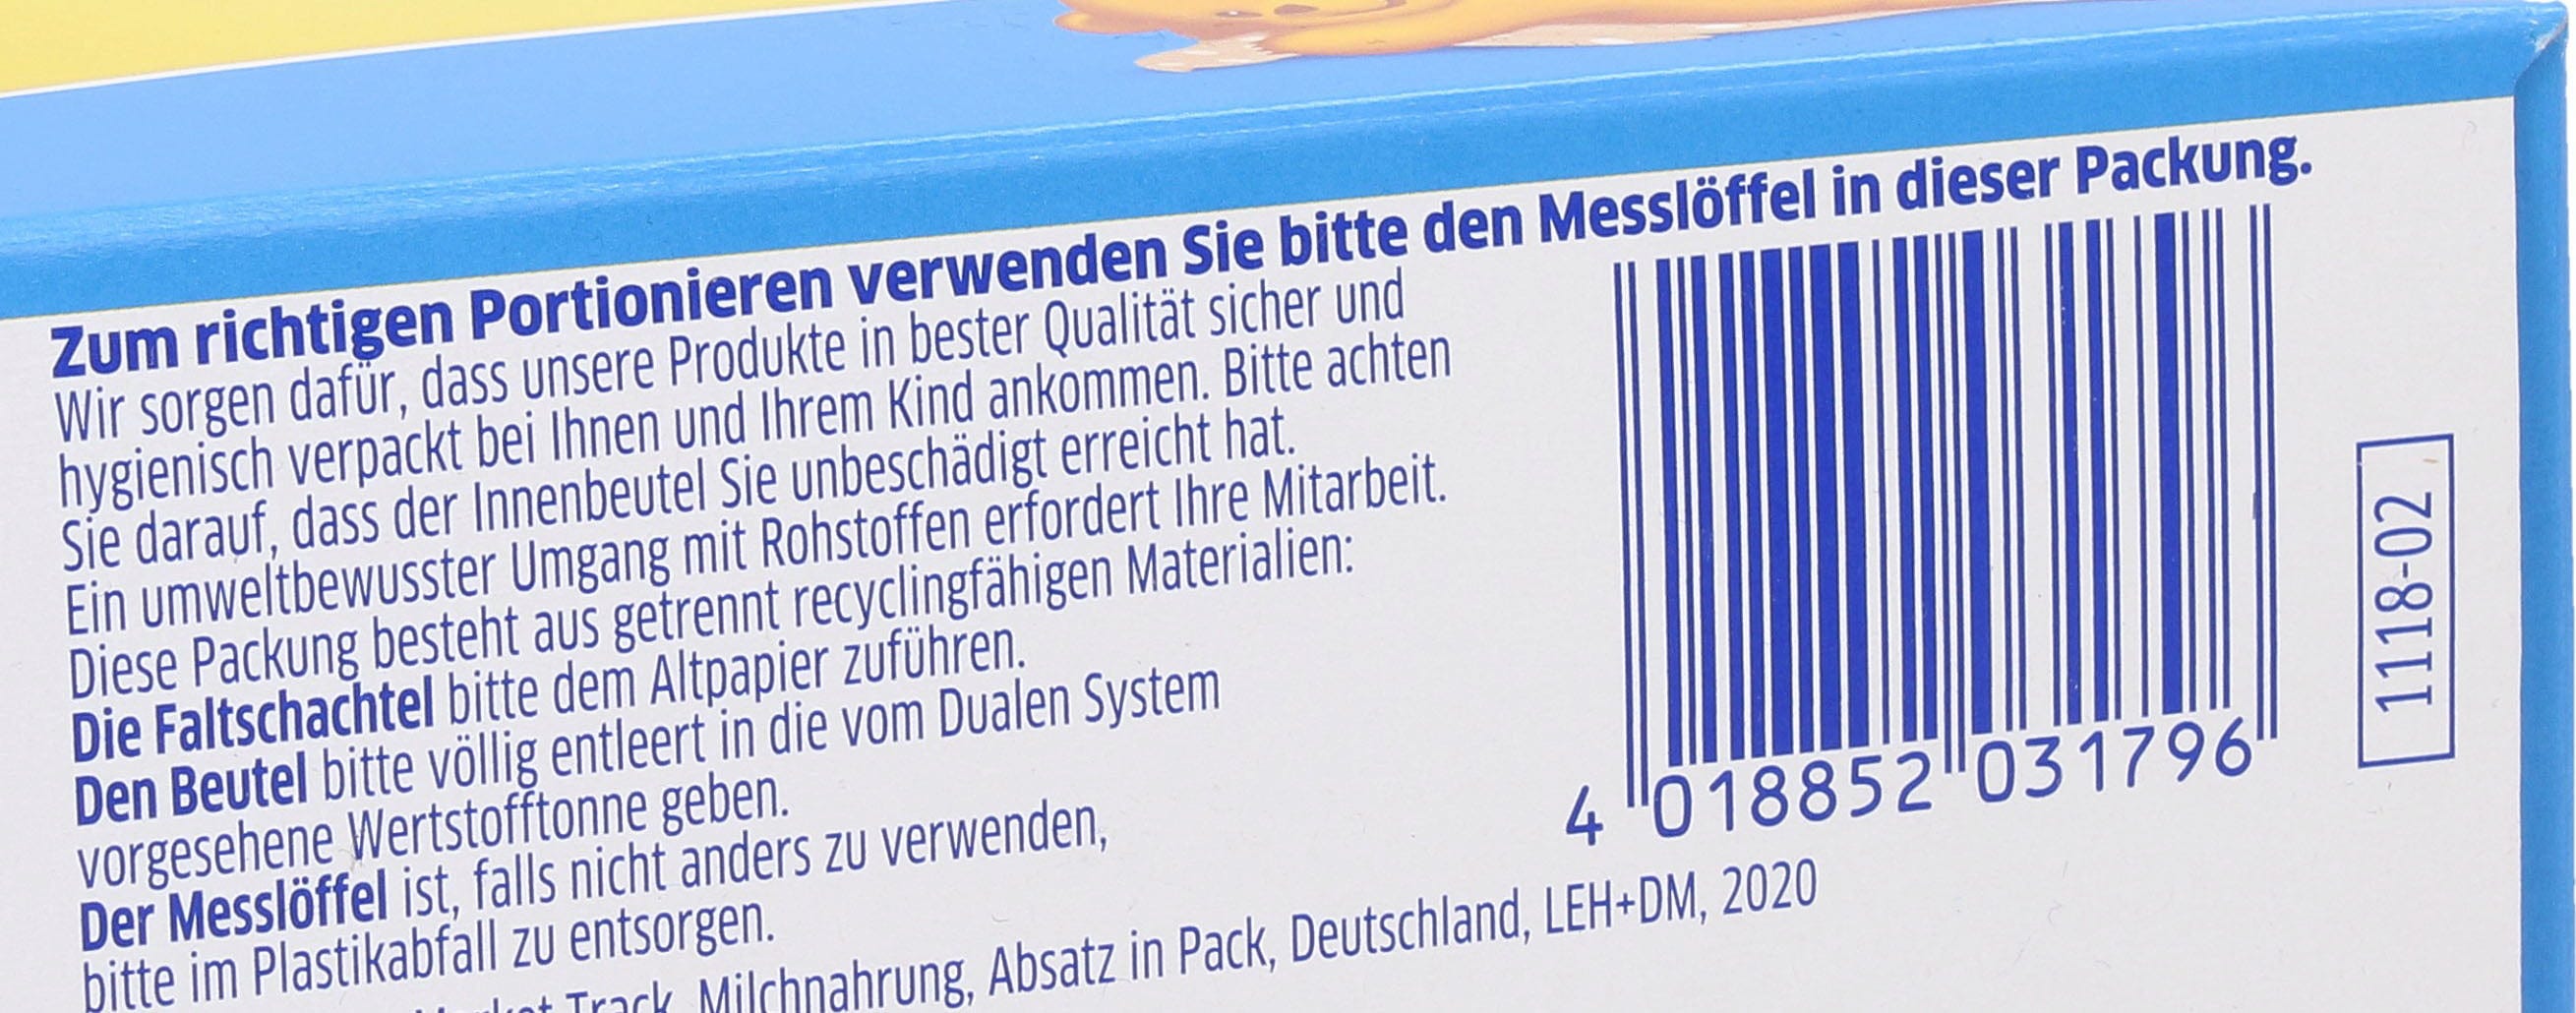 Zum richtigen Portionieren verwenden Sie bitte den Messlöffel in dieser Packung.
Wir sorgen dafür, dass unsere Produkte in bester Qualität sicher und
hygienisch verpackt bei Ihnen und Ihrem Kind ankommen. Bitte achten
Sie darauf, dass der Innenbeutel Sie unbeschädigt erreicht hat.
Ein umweltbewusster Umgang mit Rohstoffen erfordert Ihre Mitarbeit.
Diese Packung besteht aus getrennt recyclingfähigen Materialien:
Die Faltschachtel bitte dem Altpapier zuführen.
Den Beutel bitte völlig entleert in die vom Dualen System
vorgesehene Wertstofftonne geben.
Der Messlöffel ist, falls nicht anders zu verwenden,
bitte im Plastikabfall zu entsorgen.
Track, Milchnahrung, Absatz in Pack, Deutschland, LEH+DM, 2020
4 018852 031796
1118-02